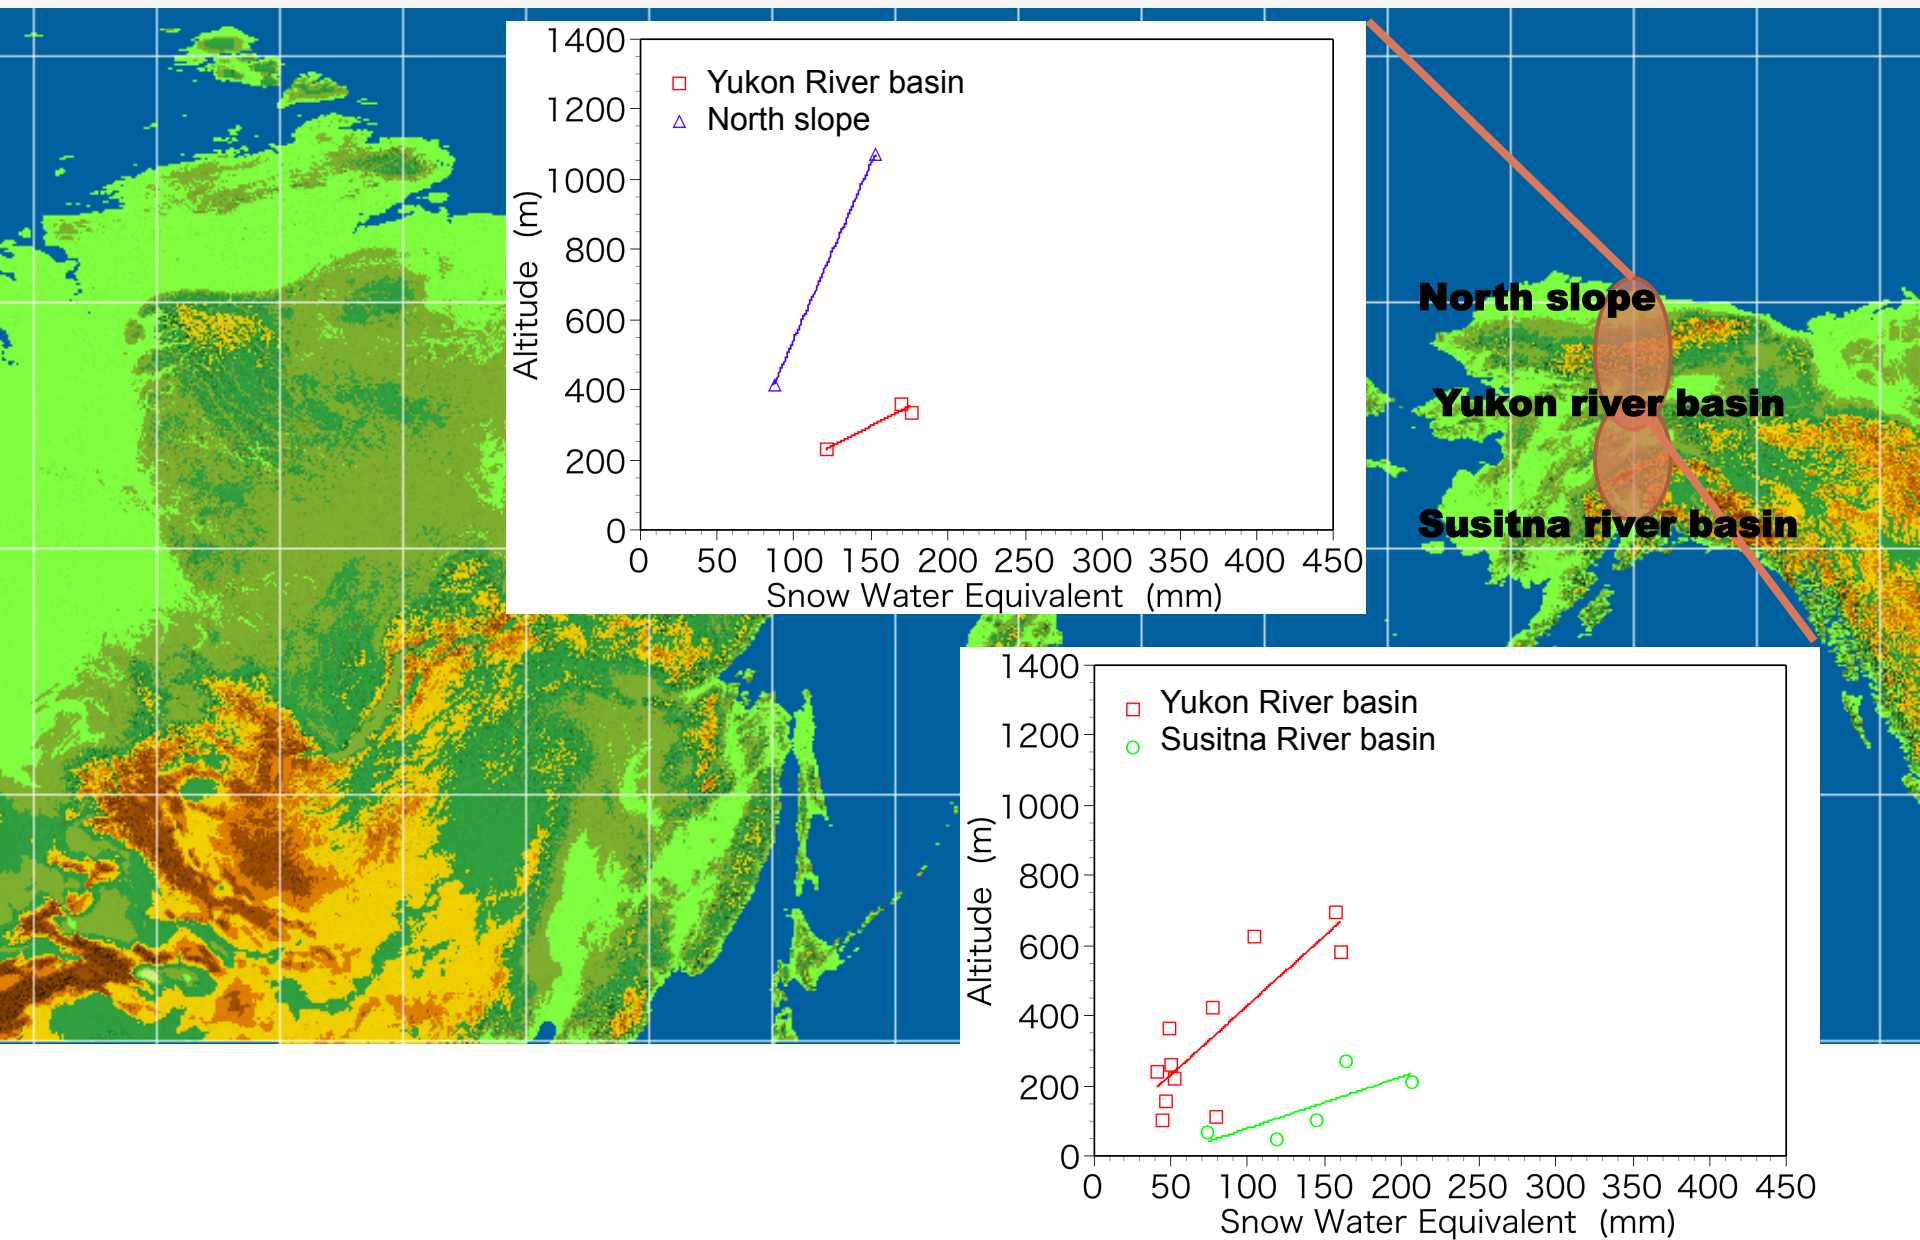 1400
1200
1000
800
600
400
200
0
Altitude (m)
Yukon River basin
North slope
0 50 100 150 200 250 300 350 400 450
Snow Water Equivalent (mm)
North slope
Yukon river basin
Susitna river basin
1400
1200
1000
800
600
400
200
0
Altitude (m)
Yukon River basin
Susitna River basin
0 50 100 150 200 250 300 350 400 450
Snow Water Equivalent (mm)